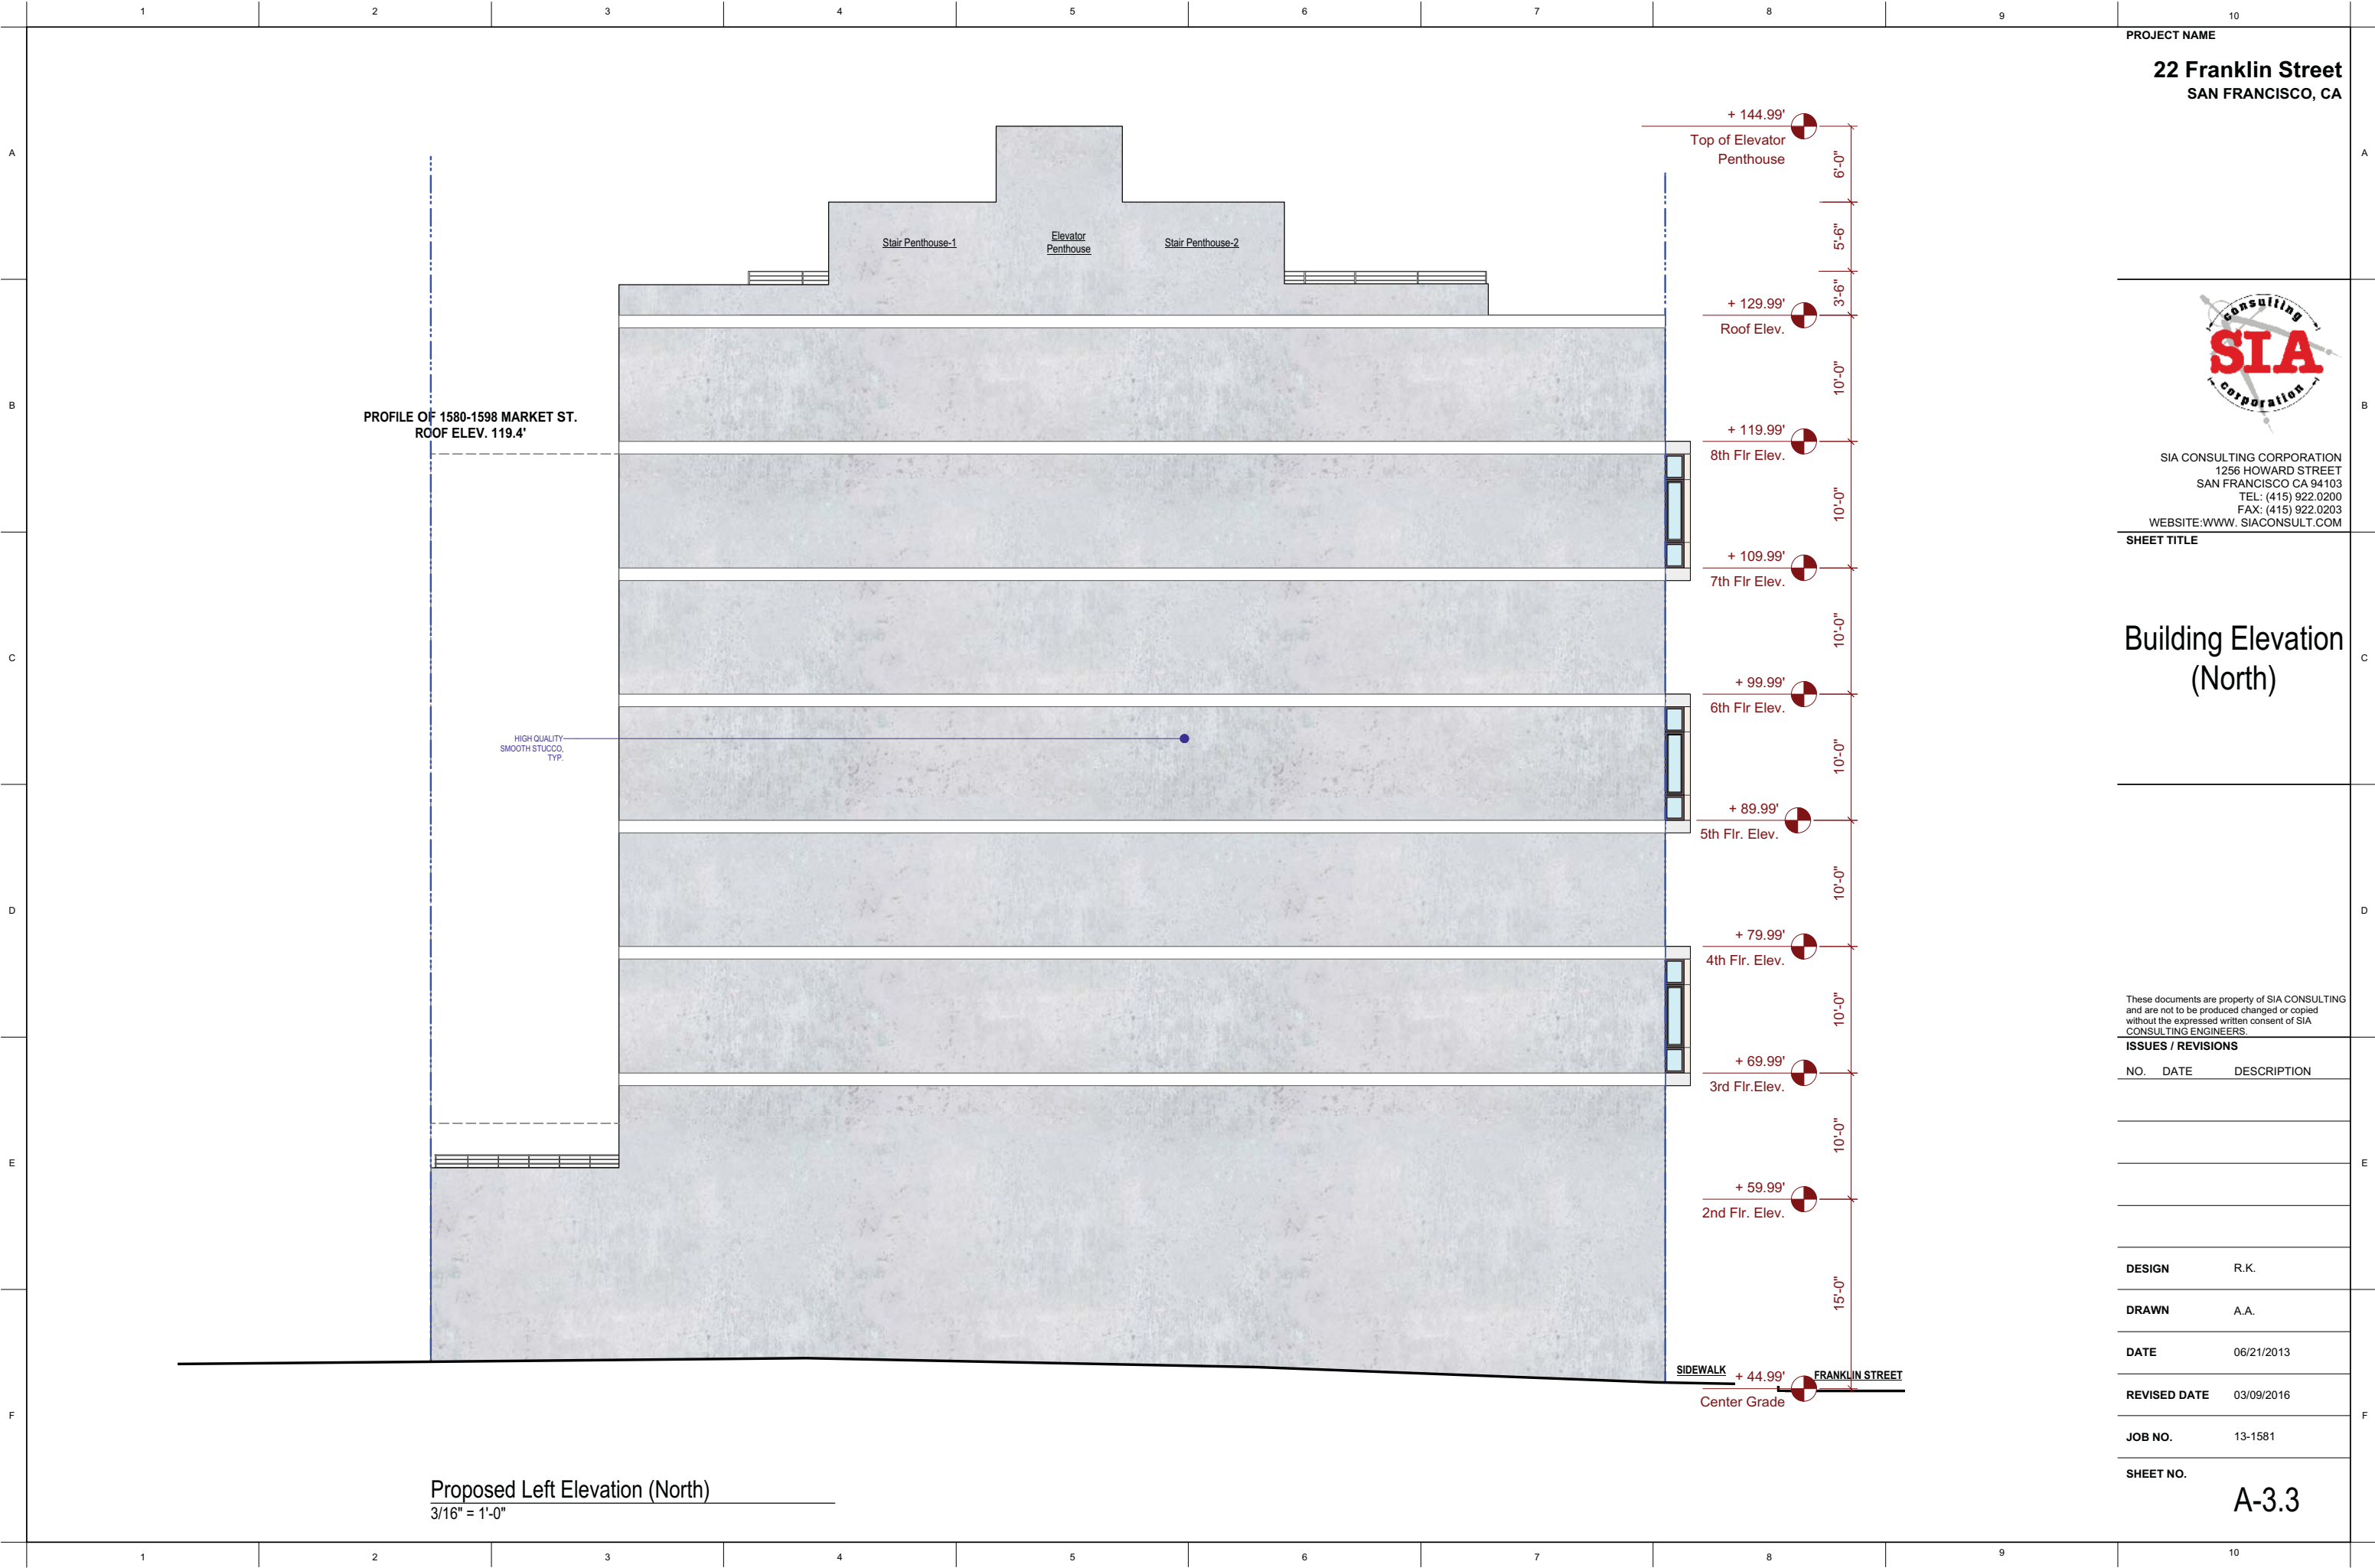 1 2 3 4 5 6 7 8 9 10
PROJECT NAME
22 Franklin Street
SAN FRANCISCO, CA
A
A
+ 144.99'
Top of Elevator
Penthouse
6'-0"
Stair Penthouse-1
Elevator
Penthouse
Stair Penthouse-2
5'-6"
3'-6"
+ 129.99'
Roof Elev.
10'-0"
consulting
SIA
corporation
B
B
PROFILE OF 1580-1598 MARKET ST.
ROOF ELEV. 119.4'
+ 119.99'
8th Flr Elev.
10'-0"
SIA CONSULTING CORPORATION
1256 HOWARD STREET
SAN FRANCISCO CA 94103
TEL: (415) 922.0200
FAX: (415) 922.0203
WEBSITE:WWW. SIACONSULT.COM
SHEET TITLE
Building Elevation
(North)
+ 109.99'
7th Flr Elev.
10'-0"
C
C
+ 99.99'
6th Flr Elev.
10'-0"
HIGH QUALITY
SMOOTH STUCCO,
TYP.
+ 89.99'
5th Flr. Elev.
10'-0"
D
D
+ 79.99'
4th Flr. Elev.
10'-0"
These documents are property of SIA CONSULTING
and are not to be produced changed or copied
without the expressed written consent of SIA
CONSULTING ENGINEERS.
ISSUES / REVISIONS
NO. DATE DESCRIPTION
+ 69.99'
3rd Flr.Elev.
10'-0"
E
E
+ 59.99'
2nd Flr. Elev.
15'-0"
DESIGN R.K.
DRAWN A.A.
DATE 06/21/2013
REVISED DATE 03/09/2016
JOB NO. 13-1581
SHEET NO.
A-3.3
SIDEWALK
+ 44.99'
Center Grade
FRANKLIN STREET
F
F
Proposed Left Elevation (North)
3/16" = 1'-0"
1 2 3 4 5 6 7 8 9 10